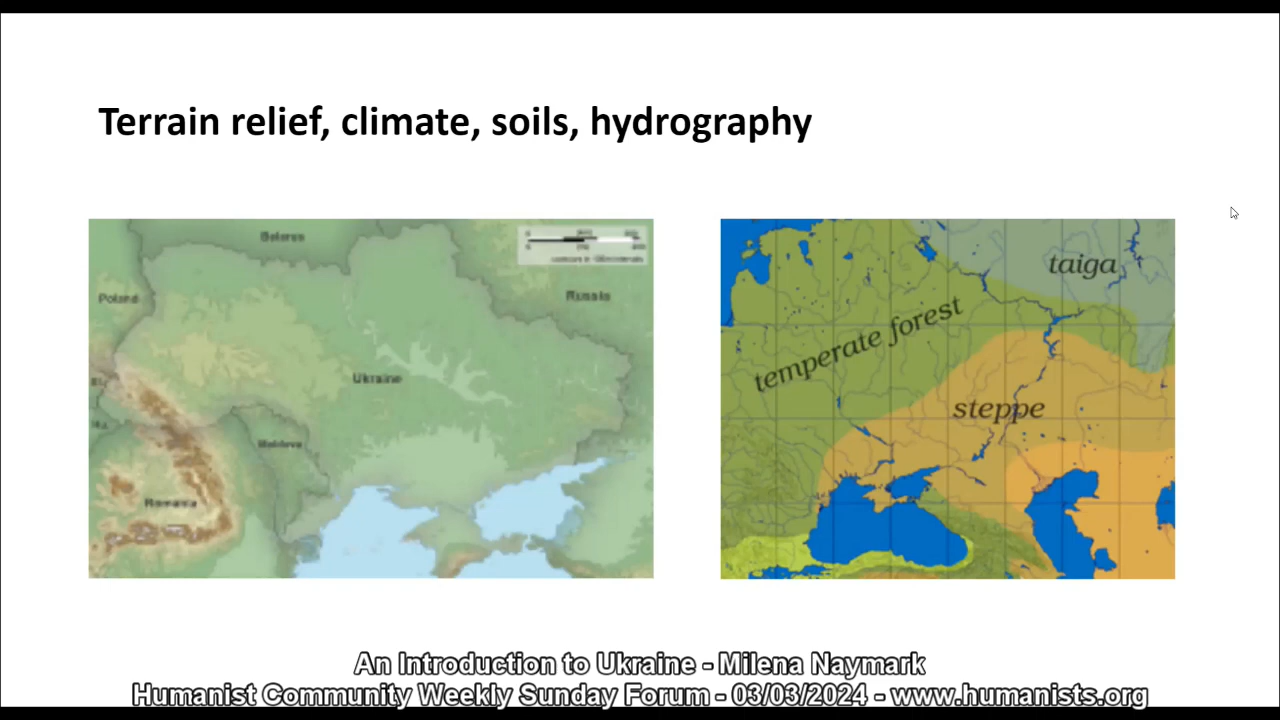 Terrain relief, climate, soils, hydrography
Belarus
Poland
Russia
Ukraine
Moldova
Romania
taiga
temperate forest
steppe
An Introduction to Ukraine - Milena Naymark
Humanist Community Weekly Sunday Forum - 03/03/2024 - www.humanists.org